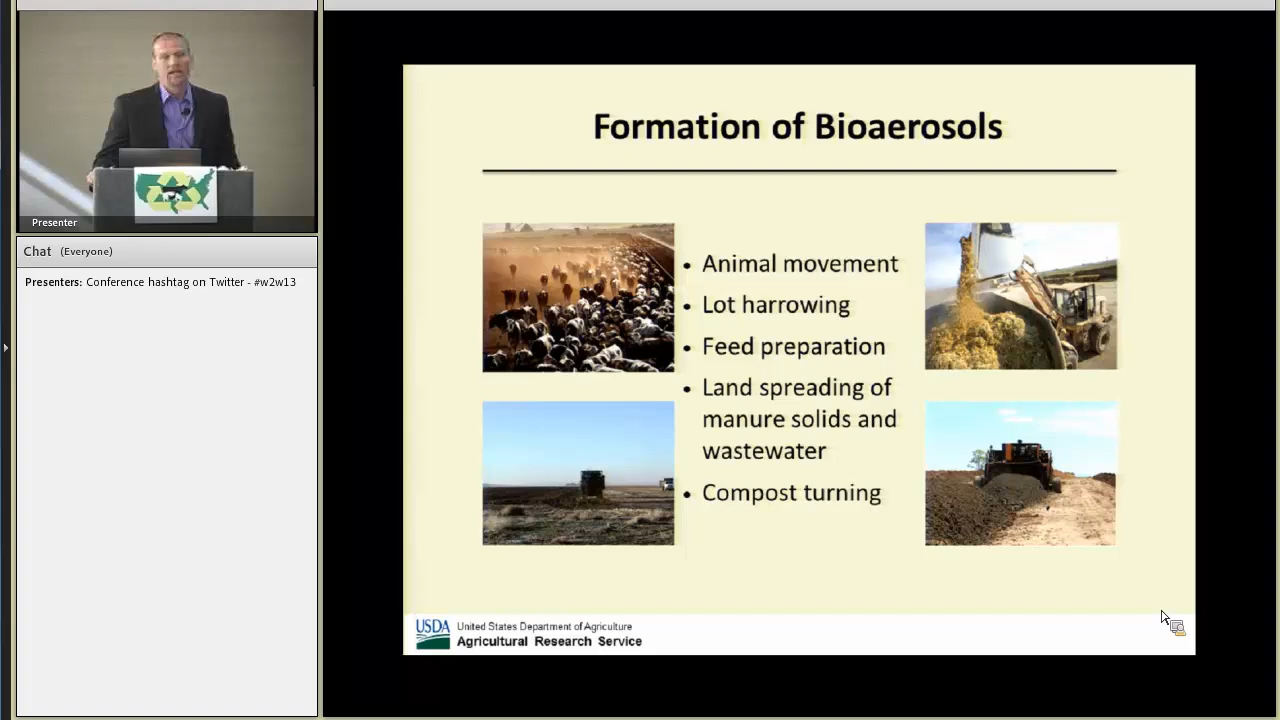 Presenter
Chat (Everyone)
Presenters: Conference hashtag on Twitter - #w2w13
Formation of Bioaerosols
• Animal movement
• Lot harrowing
• Feed preparation
• Land spreading of
manure solids and
wastewater
• Compost turning
USDA
United States Department of Agriculture
Agricultural Research Service